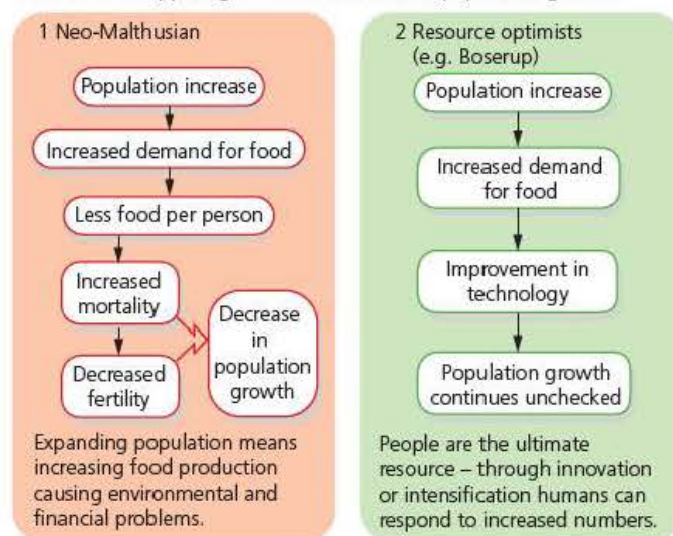 1 Neo-Malthusian
Population increase
Increased demand for food
Less food per person
Increased
mortality
Decreased
fertility
Decrease
in
population
growth
Expanding population means
increasing food production
causing environmental and
financial problems.
2 Resource optimists
(e.g. Boserup)
Population increase
Increased demand
for food
Improvement in
technology
Population growth
continues unchecked
People are the ultimate
resource – through innovation
or intensification humans can
respond to increased numbers.